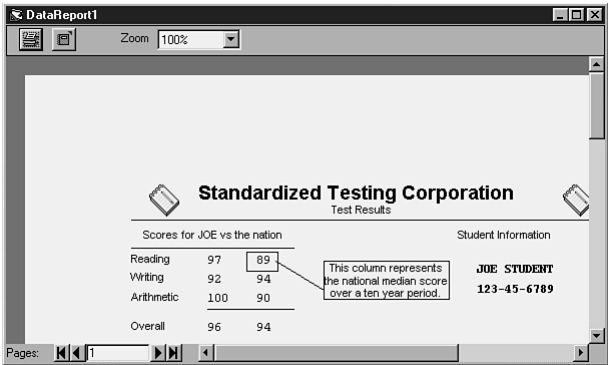 DataReport1
Zoom 100%
Standardized Testing Corporation
Test Results
Scores for JOE vs the nation
Student Information
Reading 97 89
Writing 92 94
Arithmetic 100 90
Overall 96 94
This column represents
the national median score
over a ten year period.
JOE STUDENT
123-45-6789
Pages: 1